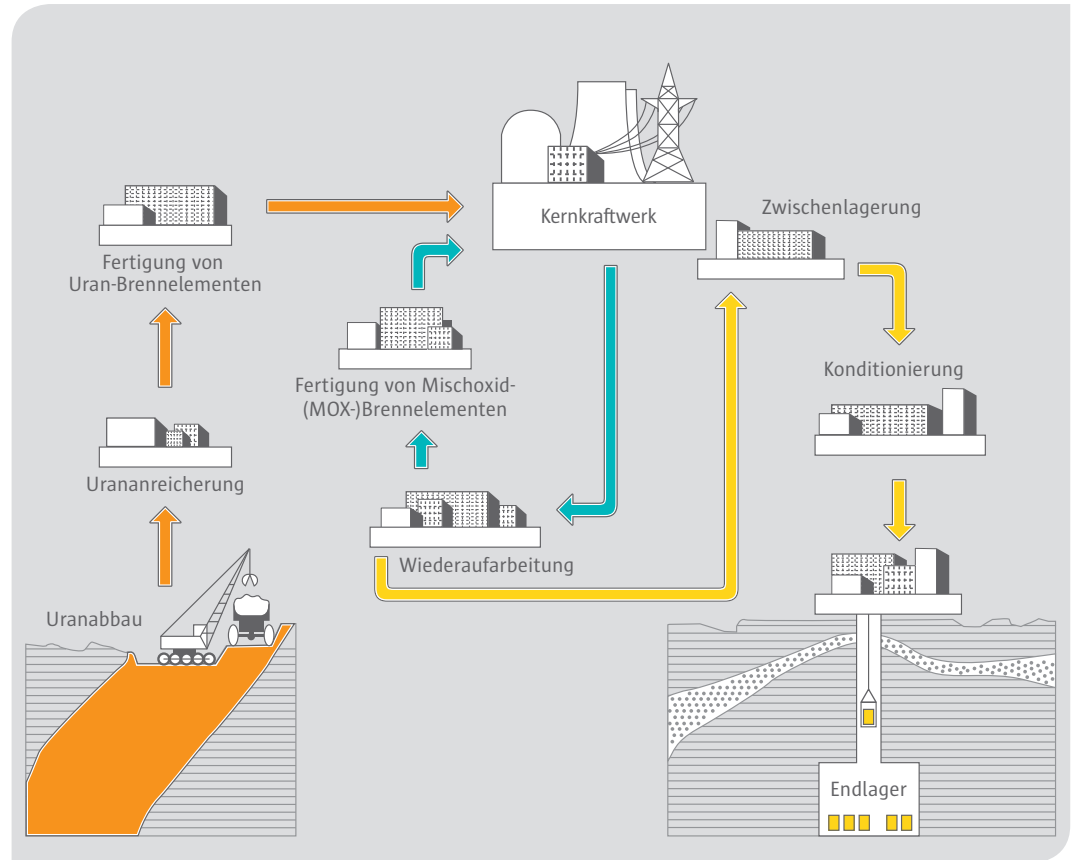 Kernkraftwerk
Zwischenlagerung
Fertigung von
Uran-Brennelementen
Konditionierung
Fertigung von Mischoxid-
(MOX-)Brennelementen
Urananreicherung
Wiederaufarbeitung
Uranabbau
Endlager